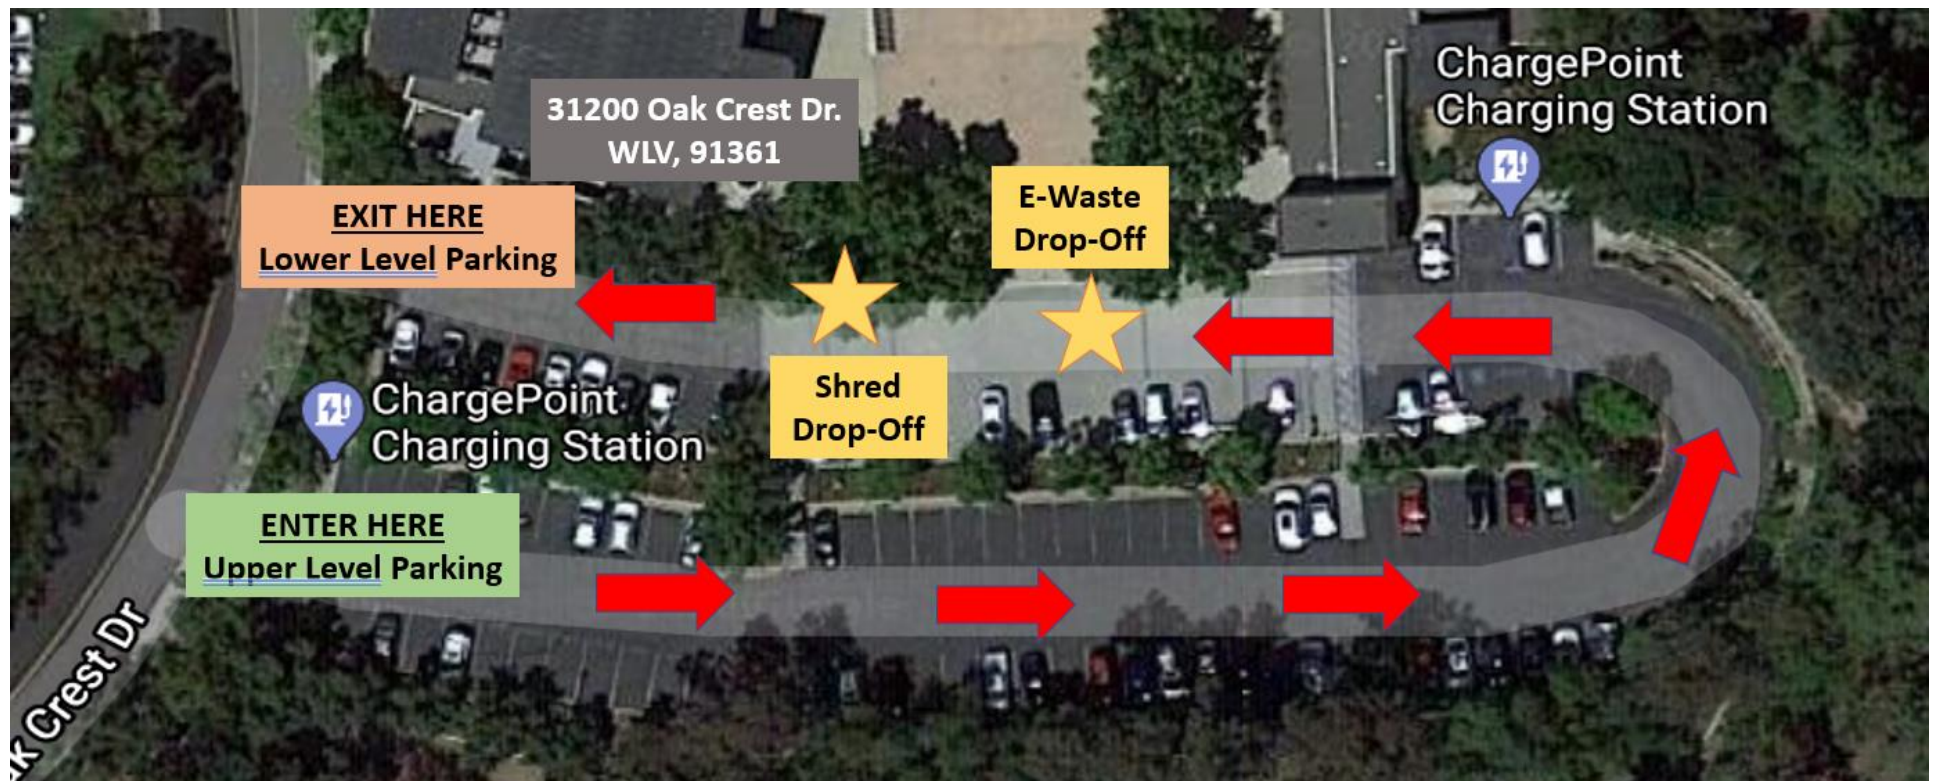 ChargePoint
Charging Station
31200 Oak Crest Dr.
WLV, 91361
E-Waste
Drop-Off
EXIT HERE
Lower Level Parking
Shred
Drop-Off
ChargePoint
Charging Station
ENTER HERE
Upper Level Parking
ak Crest Dr